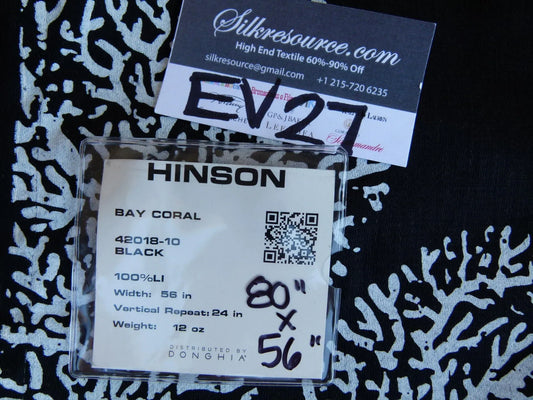 Silkresource.com
High End Textile 60%-90% Off
silkresource@gmail.com +1 215-720 6235
EV27
HINSON
BAY CORAL
42018-10
BLACK
100%LI
Width: 56 in
Vertical Repeat: 24 in
Weight: 12 oz
80"
X
56"
DISTRIBUTED BY
DONGHIA